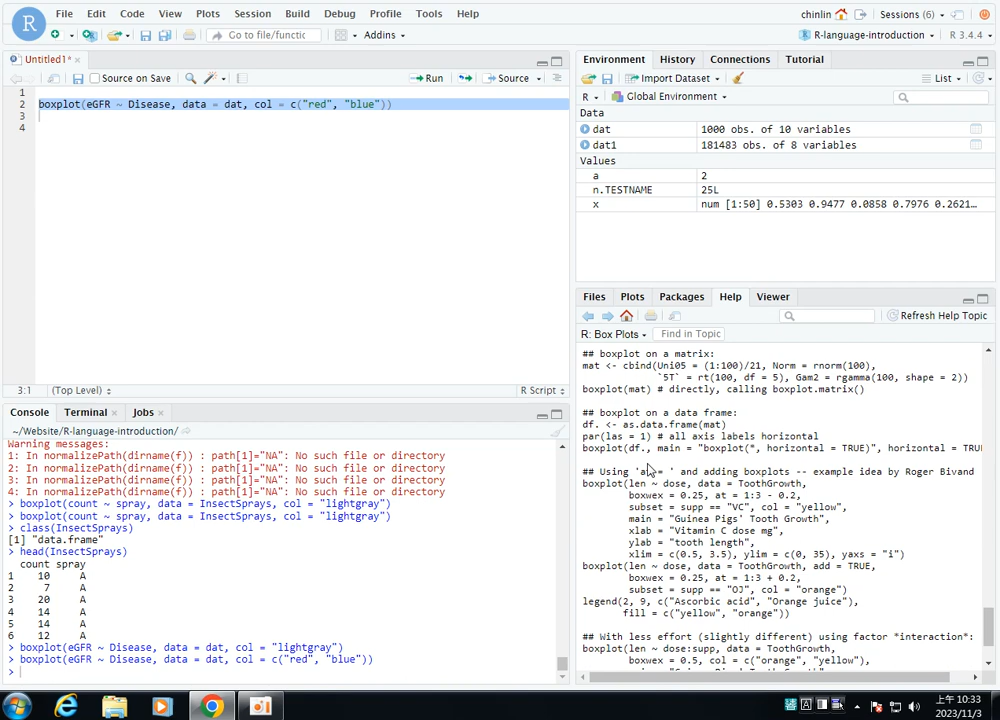 File Edit Code View Plots Session Build Debug Profile Tools Help
chinlin Sessions (6)
Go to file/functi Addins
R-language-introduction R 3.4.4
Untitled1*
Source on Save Run Source
1
2 boxplot(eGFR ~ Disease, data = dat, col = c("red", "blue"))
3
4
3:1 (Top Level) R Script
Console Terminal Jobs
~/Website/R-language-introduction/
Warning messages:
1: In normalizePath(dirname(f)) : path[1]="NA": No such file or directory
2: In normalizePath(dirname(f)) : path[1]="NA": No such file or directory
3: In normalizePath(dirname(f)) : path[1]="NA": No such file or directory
4: In normalizePath(dirname(f)) : path[1]="NA": No such file or directory
> boxplot(count ~ spray, data = InsectSprays, col = "lightgray")
> boxplot(count ~ spray, data = InsectSprays, col = "lightgray")
> class(InsectSprays)
[1] "data.frame"
> head(InsectSprays)
count spray
1 10 A
2 7 A
3 20 A
4 14 A
5 14 A
6 12 A
> boxplot(eGFR ~ Disease, data = dat, col = "lightgray")
> boxplot(eGFR ~ Disease, data = dat, col = c("red", "blue"))
>
Environment History Connections Tutorial
Import Dataset List
R Global Environment
Data
dat 1000 obs. of 10 variables
dat1 181483 obs. of 8 variables
Values
a 2
n.TESTNAME 25L
x num [1:50] 0.5303 0.9477 0.0858 0.7976 0.2621…
Files Plots Packages Help Viewer
Refresh Help Topic
R: Box Plots Find in Topic
## boxplot on a matrix:
mat <- cbind(Uni05 = (1:100)/21, Norm = rnorm(100),
`5T` = rt(100, df = 5), Gam2 = rgamma(100, shape = 2))
boxplot(mat) # directly, calling boxplot.matrix()
## boxplot on a data frame:
df. <- as.data.frame(mat)
par(las = 1) # all axis labels horizontal
boxplot(df., main = "boxplot(*, horizontal = TRUE)", horizontal = TRUE
## Using 'at = ' and adding boxplots -- example idea by Roger Bivand
boxplot(len ~ dose, data = ToothGrowth,
boxwex = 0.25, at = 1:3 - 0.2,
subset = supp == "VC", col = "yellow",
main = "Guinea Pigs' Tooth Growth",
xlab = "Vitamin C dose mg",
ylab = "tooth length",
xlim = c(0.5, 3.5), ylim = c(0, 35), yaxs = "i")
boxplot(len ~ dose, data = ToothGrowth, add = TRUE,
boxwex = 0.25, at = 1:3 + 0.2,
subset = supp == "OJ", col = "orange")
legend(2, 9, c("Ascorbic acid", "Orange juice"),
fill = c("yellow", "orange"))
## With less effort (slightly different) using factor *interaction*:
boxplot(len ~ dose:supp, data = ToothGrowth,
boxwex = 0.5, col = c("orange", "yellow"),
上午 10:33
2023/11/3